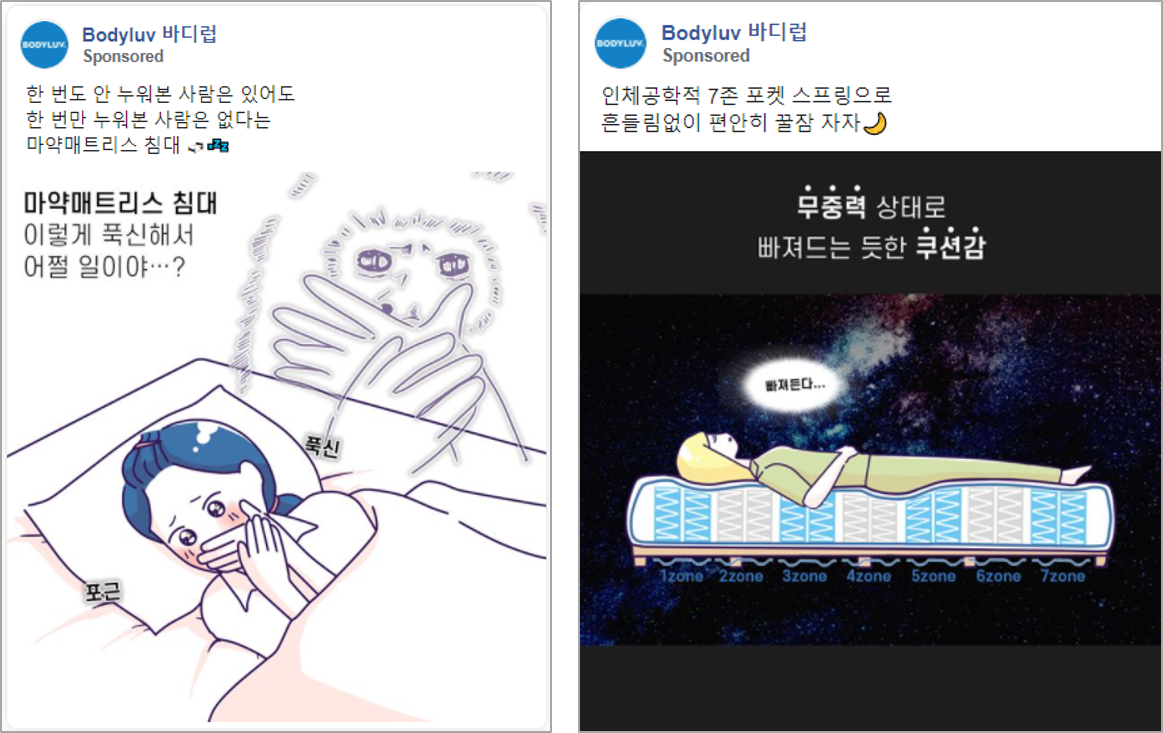 BODYLUV.
Bodyluv 바디럽
Sponsored
한 번도 안 누워본 사람은 있어도
한 번만 누워본 사람은 없다는
마약매트리스 침대 💤
마약매트리스 침대
이렇게 푹신해서
어쩔 일이야…?
푹신
포근
BODYLUV.
Bodyluv 바디럽
Sponsored
인체공학적 7존 포켓 스프링으로
흔들림없이 편안히 꿀잠 자자🌙
무중력 상태로
빠져드는 듯한 쿠션감
빠져든다...
1zone 2zone 3zone 4zone 5zone 6zone 7zone